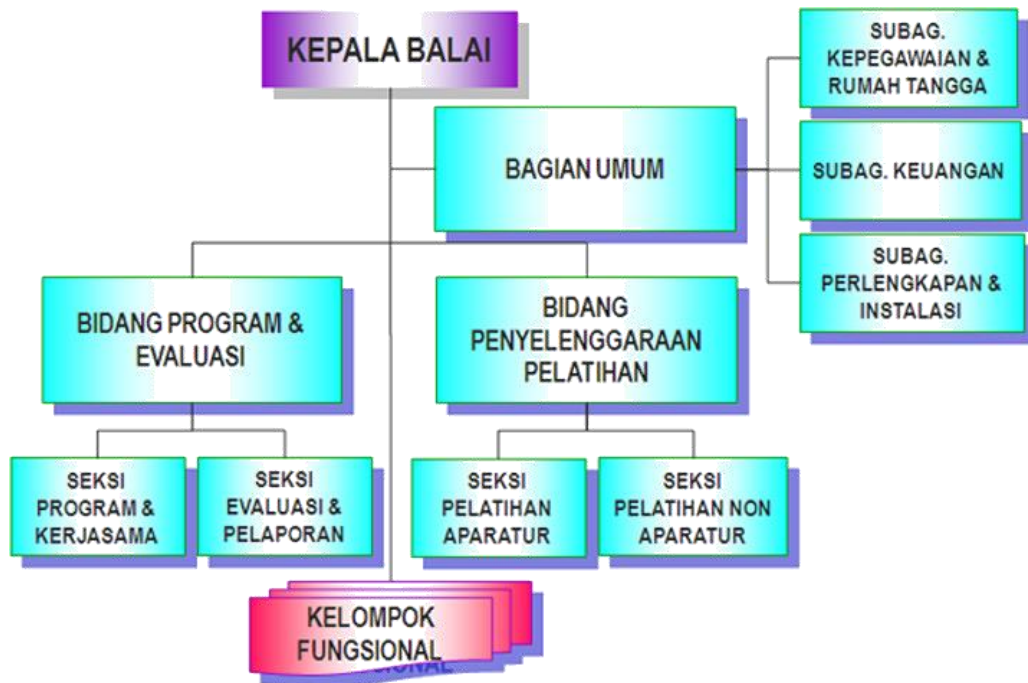 KEPALA BALAI
SUBAG.
KEPEGAWAIAN &
RUMAH TANGGA
BAGIAN UMUM
SUBAG. KEUANGAN
SUBAG.
PERLENGKAPAN &
INSTALASI
BIDANG PROGRAM &
EVALUASI
BIDANG
PENYELENGGARAAN
PELATIHAN
SEKSI
PROGRAM &
KERJASAMA
SEKSI
EVALUASI &
PELAPORAN
SEKSI
PELATIHAN
APARATUR
SEKSI
PELATIHAN NON
APARATUR
KELOMPOK
FUNGSIONAL